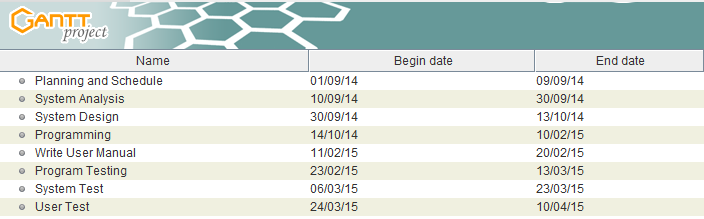 GANTT
project
Name Begin date End date
Planning and Schedule 01/09/14 09/09/14
System Analysis 10/09/14 30/09/14
System Design 30/09/14 13/10/14
Programming 14/10/14 10/02/15
Write User Manual 11/02/15 20/02/15
Program Testing 23/02/15 13/03/15
System Test 06/03/15 23/03/15
User Test 24/03/15 10/04/15